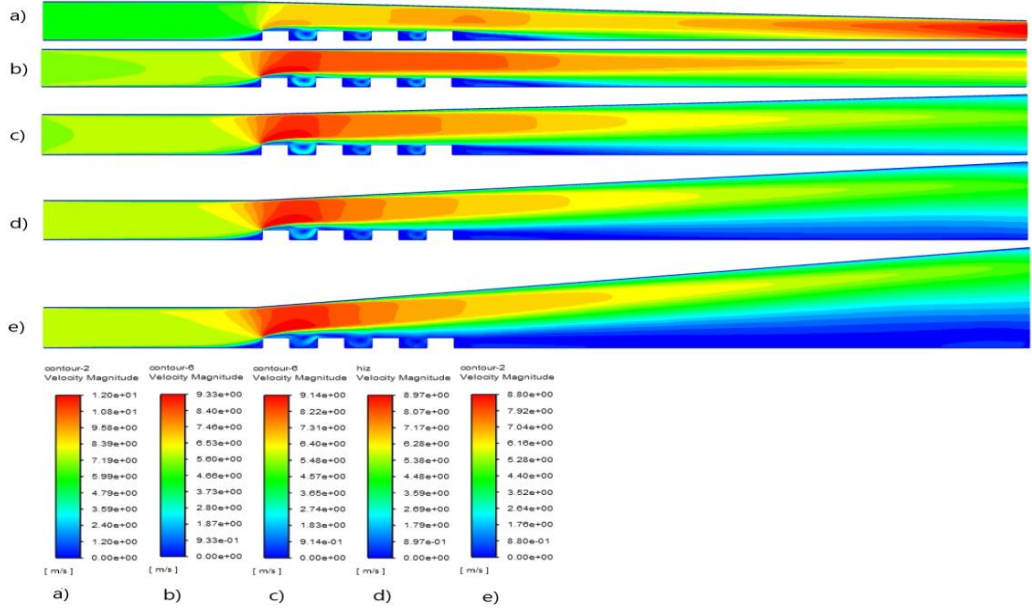 a)
b)
c)
d)
e)
contour-2
Velocity Magnitude
1.20e+01
1.08e+01
9.58e+00
8.39e+00
7.19e+00
5.99e+00
4.79e+00
3.59e+00
2.40e+00
1.20e+00
0.00e+00
[ m/s ]
contour-6
Velocity Magnitude
9.33e+00
8.40e+00
7.46e+00
6.53e+00
5.60e+00
4.66e+00
3.73e+00
2.80e+00
1.87e+00
9.33e-01
0.00e+00
[ m/s ]
contour-6
Velocity Magnitude
9.14e+00
8.22e+00
7.31e+00
6.40e+00
5.48e+00
4.57e+00
3.65e+00
2.74e+00
1.83e+00
9.14e-01
0.00e+00
[ m/s ]
hiz
Velocity Magnitude
8.97e+00
8.07e+00
7.17e+00
6.28e+00
5.38e+00
4.48e+00
3.59e+00
2.69e+00
1.79e+00
8.97e-01
0.00e+00
[ m/s ]
contour-2
Velocity Magnitude
8.80e+00
7.92e+00
7.04e+00
6.16e+00
5.28e+00
4.40e+00
3.52e+00
2.64e+00
1.76e+00
8.80e-01
0.00e+00
[ m/s ]
a) b) c) d) e)